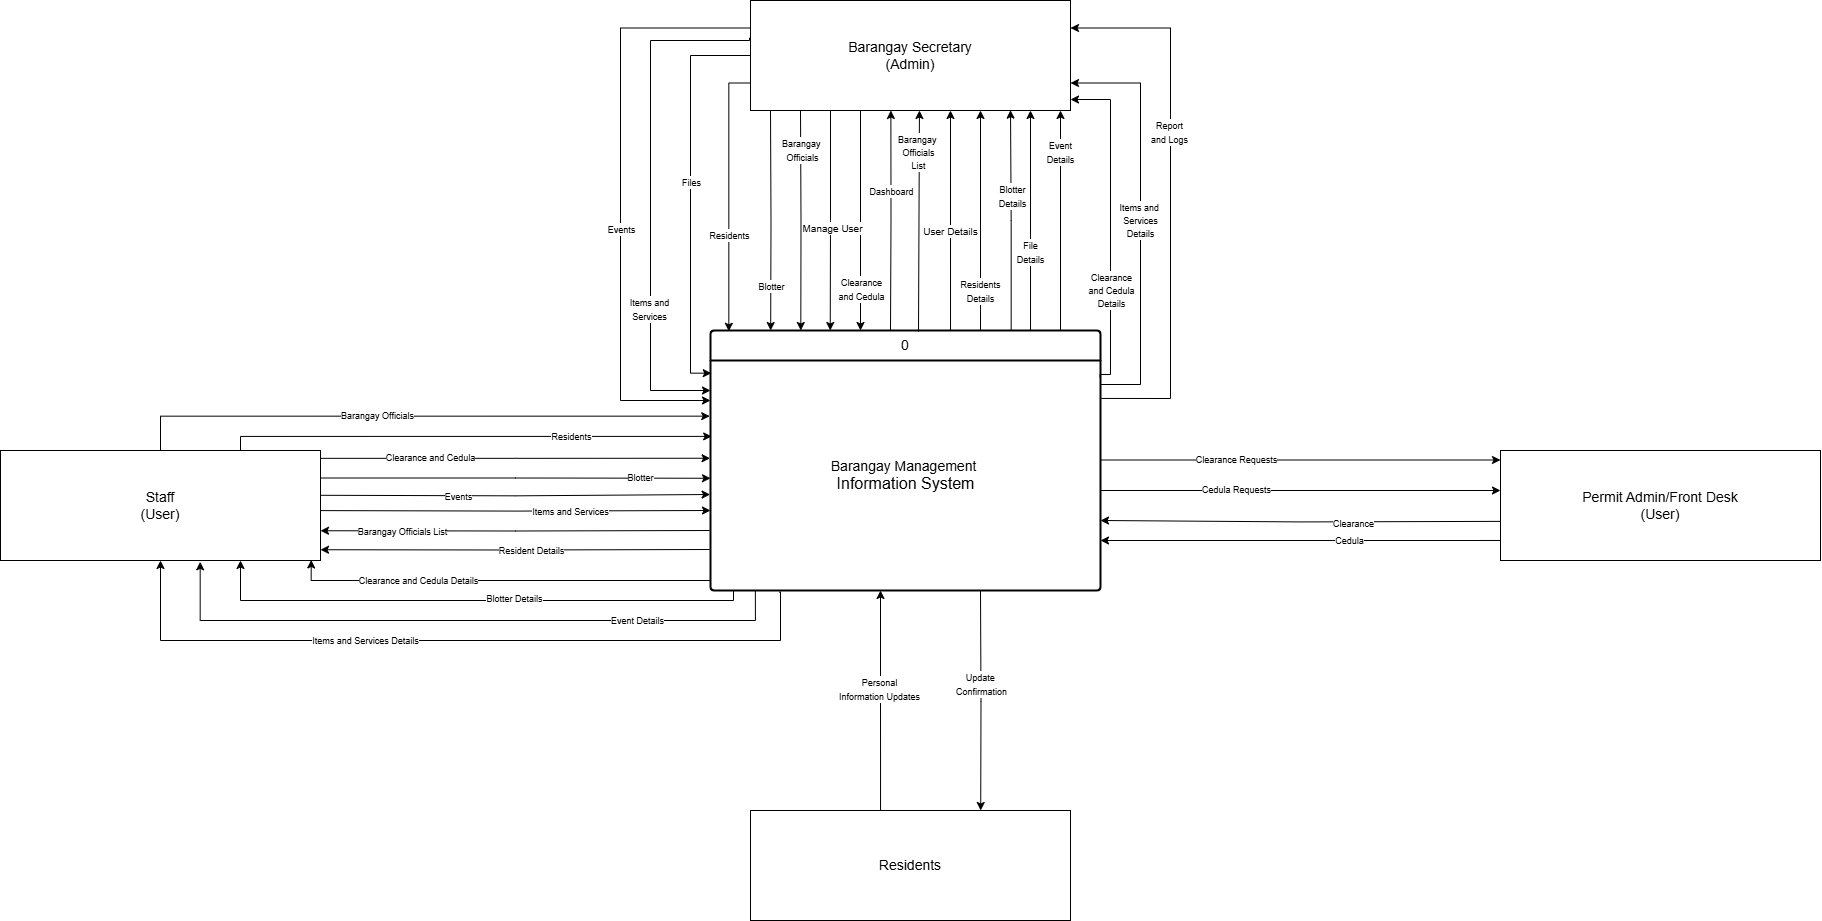 Barangay Secretary
(Admin)
Report
and Logs
Barangay
Officials
Barangay
Officials
List
Event
Details
Files
Dashboard
Blotter
Details
Items and
Services
Details
Events
Residents
Manage User
User Details
File
Details
Blotter
Clearance
and Cedula
Residents
Details
Clearance
and Cedula
Details
Items and
Services
0
Barangay Management
Information System
Barangay Officials
Residents
Clearance and Cedula
Blotter
Events
Items and Services
Barangay Officials List
Resident Details
Clearance and Cedula Details
Blotter Details
Event Details
Items and Services Details
Staff
(User)
Clearance Requests
Cedula Requests
Clearance
Cedula
Permit Admin/Front Desk
(User)
Personal
Information Updates
Update
Confirmation
Residents